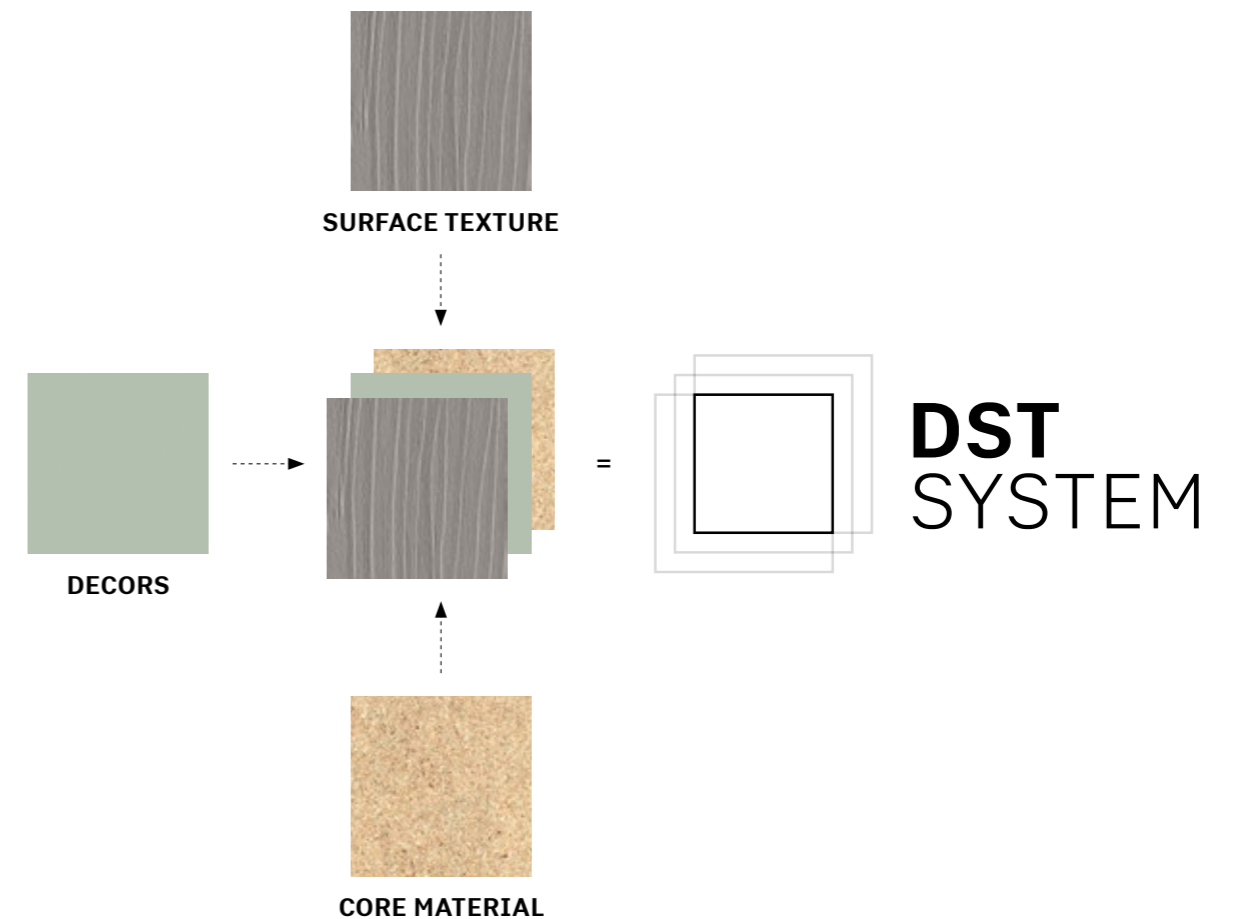 SURFACE TEXTURE
DECORS
=
DST
SYSTEM
CORE MATERIAL